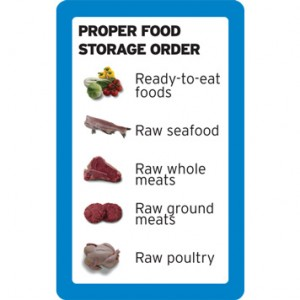 PROPER FOOD
STORAGE ORDER
Ready-to-eat
foods
Raw seafood
Raw whole
meats
Raw ground
meats
Raw poultry